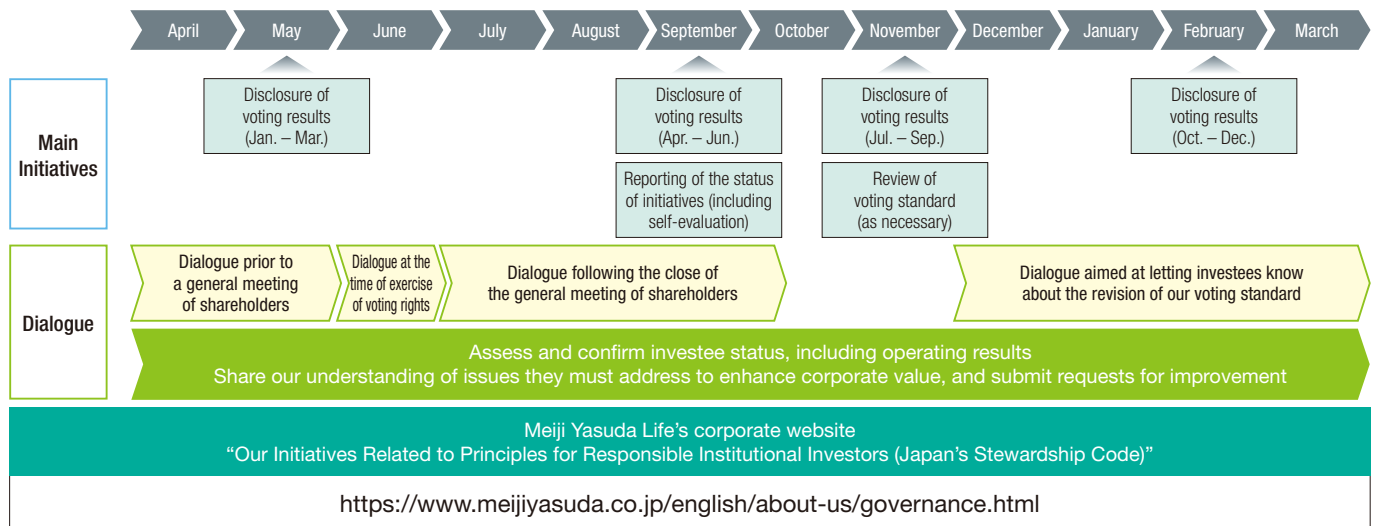 April May June July August September October November December January February March
Main
Initiatives
Disclosure of
voting results
(Jan. – Mar.)
Disclosure of
voting results
(Apr. – Jun.)
Disclosure of
voting results
(Jul. – Sep.)
Disclosure of
voting results
(Oct. – Dec.)
Reporting of the status
of initiatives (including
self-evaluation)
Review of
voting standard
(as necessary)
Dialogue
Dialogue prior to
a general meeting
of shareholders
Dialogue at the
time of exercise
of voting rights
Dialogue following the close of
the general meeting of shareholders
Dialogue aimed at letting investees know
about the revision of our voting standard
Assess and confirm investee status, including operating results
Share our understanding of issues they must address to enhance corporate value, and submit requests for improvement
Meiji Yasuda Life’s corporate website
“Our Initiatives Related to Principles for Responsible Institutional Investors (Japan’s Stewardship Code)”
https://www.meijiyasuda.co.jp/english/about-us/governance.html